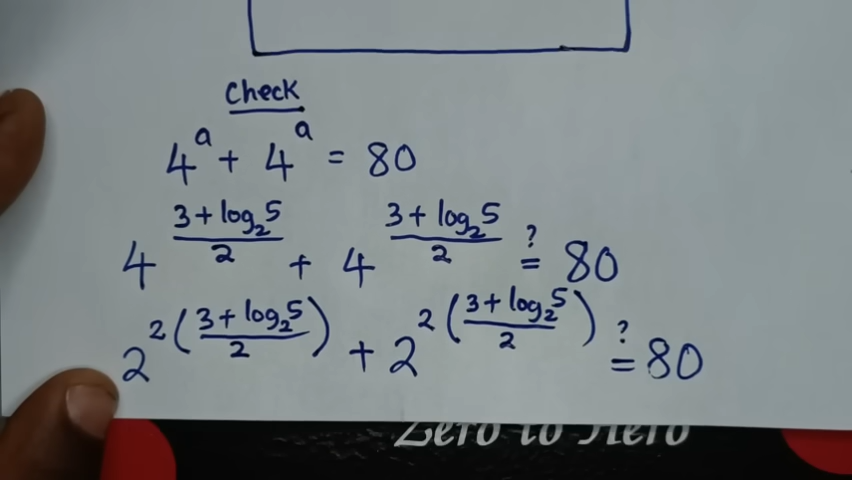 Check
4^a + 4^a = 80
4^((3 + log₂5)/2) + 4^((3 + log₂5)/2) ≟ 80
2^(2((3 + log₂5)/2)) + 2^(2((3 + log₂5)/2)) ≟ 80
Zero to Hero